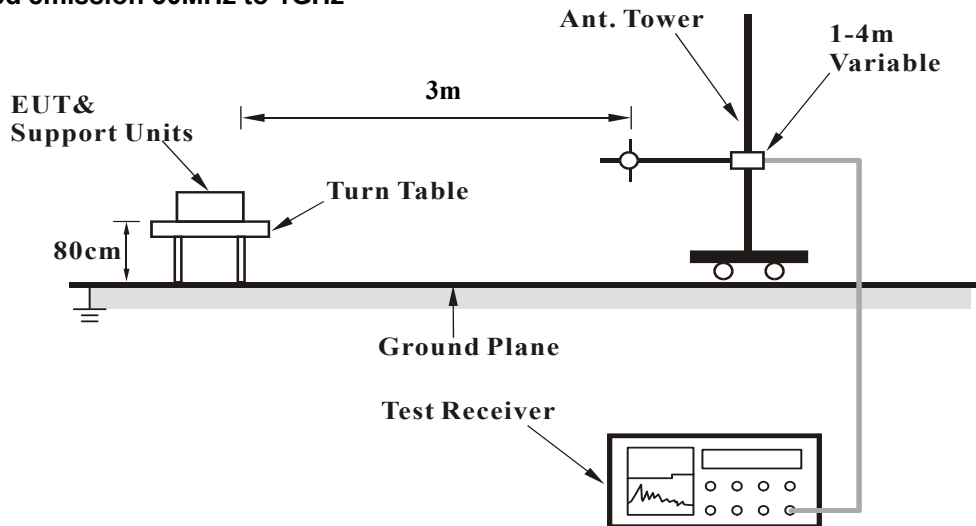 Ant. Tower
1-4m
Variable
3m
EUT&
Support Units
Turn Table
80cm
Ground Plane
Test Receiver